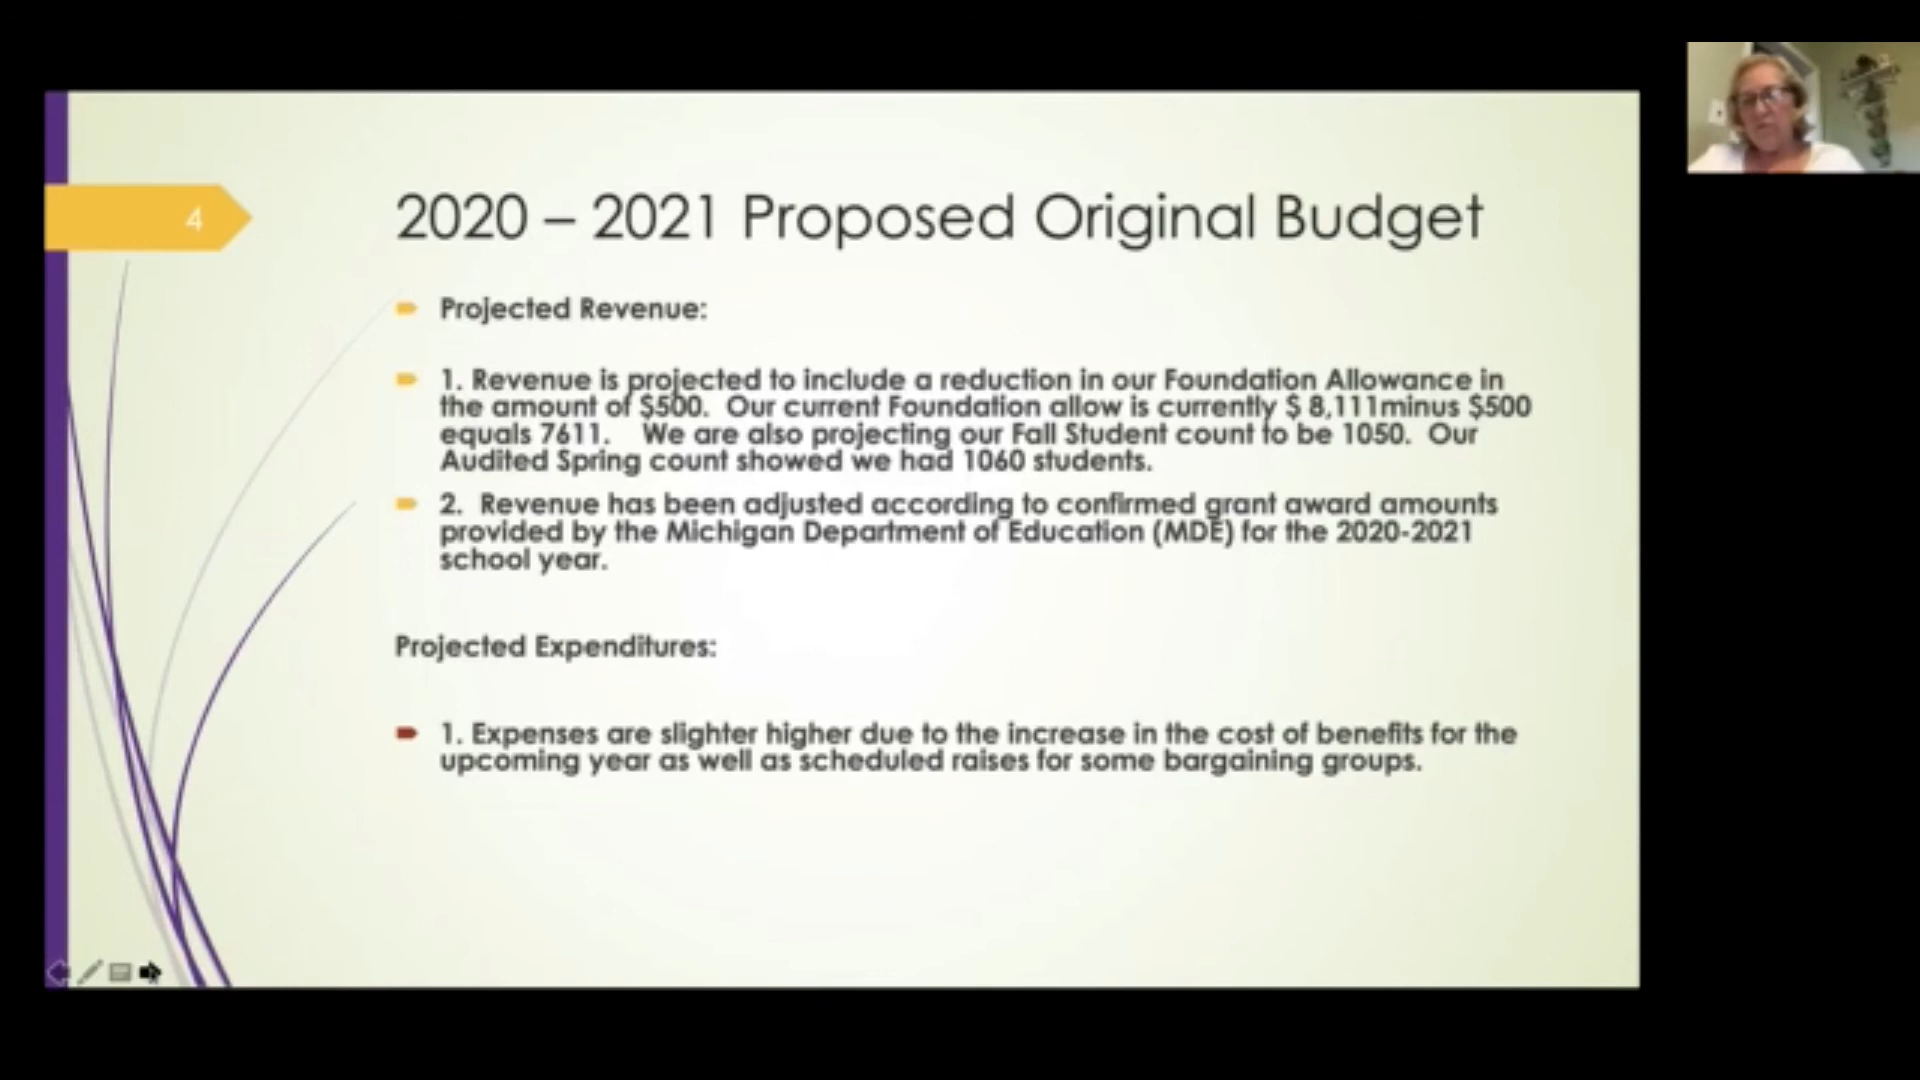 4
2020 – 2021 Proposed Original Budget
Projected Revenue:
1. Revenue is projected to include a reduction in our Foundation Allowance in
the amount of $500.  Our current Foundation allow is currently $ 8,111minus $500
equals 7611.    We are also projecting our Fall Student count to be 1050.  Our
Audited Spring count showed we had 1060 students.
2.  Revenue has been adjusted according to confirmed grant award amounts
provided by the Michigan Department of Education (MDE) for the 2020-2021
school year.
Projected Expenditures:
1. Expenses are slighter higher due to the increase in the cost of benefits for the
upcoming year as well as scheduled raises for some bargaining groups.